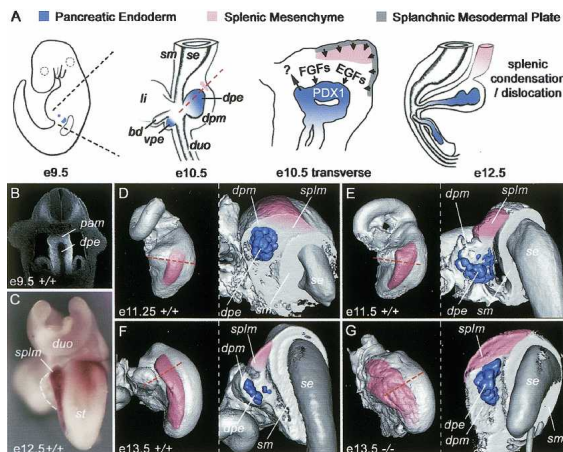 A Pancreatic Endoderm Splenic Mesenchyme Splanchnic Mesodermal Plate
sm se
li
dpe
dpm
bd
vpe
duo
?
FGFs EGFs
PDX1
splenic
condensation
/ dislocation
e9.5 e10.5 e10.5 transverse e12.5
B
pam
dpe
e9.5 +/+
C
duo
splm
st
e12.5+/+
D
e11.25 +/+
dpm splm
se
dpe sm
E
e11.5 +/+
dpm splm
se
dpe sm
F
e13.5 +/+
splm
dpm
se
dpe
sm
G
e13.5 -/-
splm
se
dpe
dpm
sm